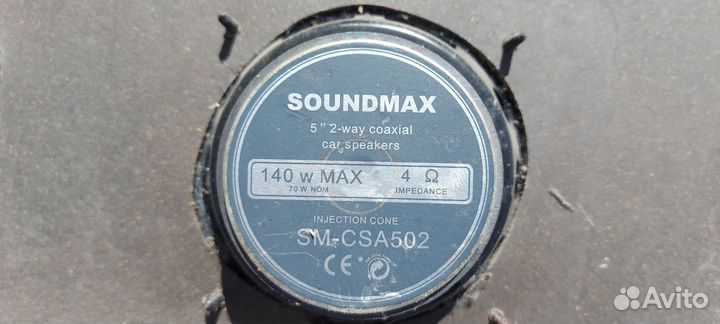 SOUNDMAX
5" 2-way coaxial
car speakers
140 W MAX 4 Ω
70 W NOM IMPEDANCE
INJECTION CONE
SM-CSA502
CE
Avito